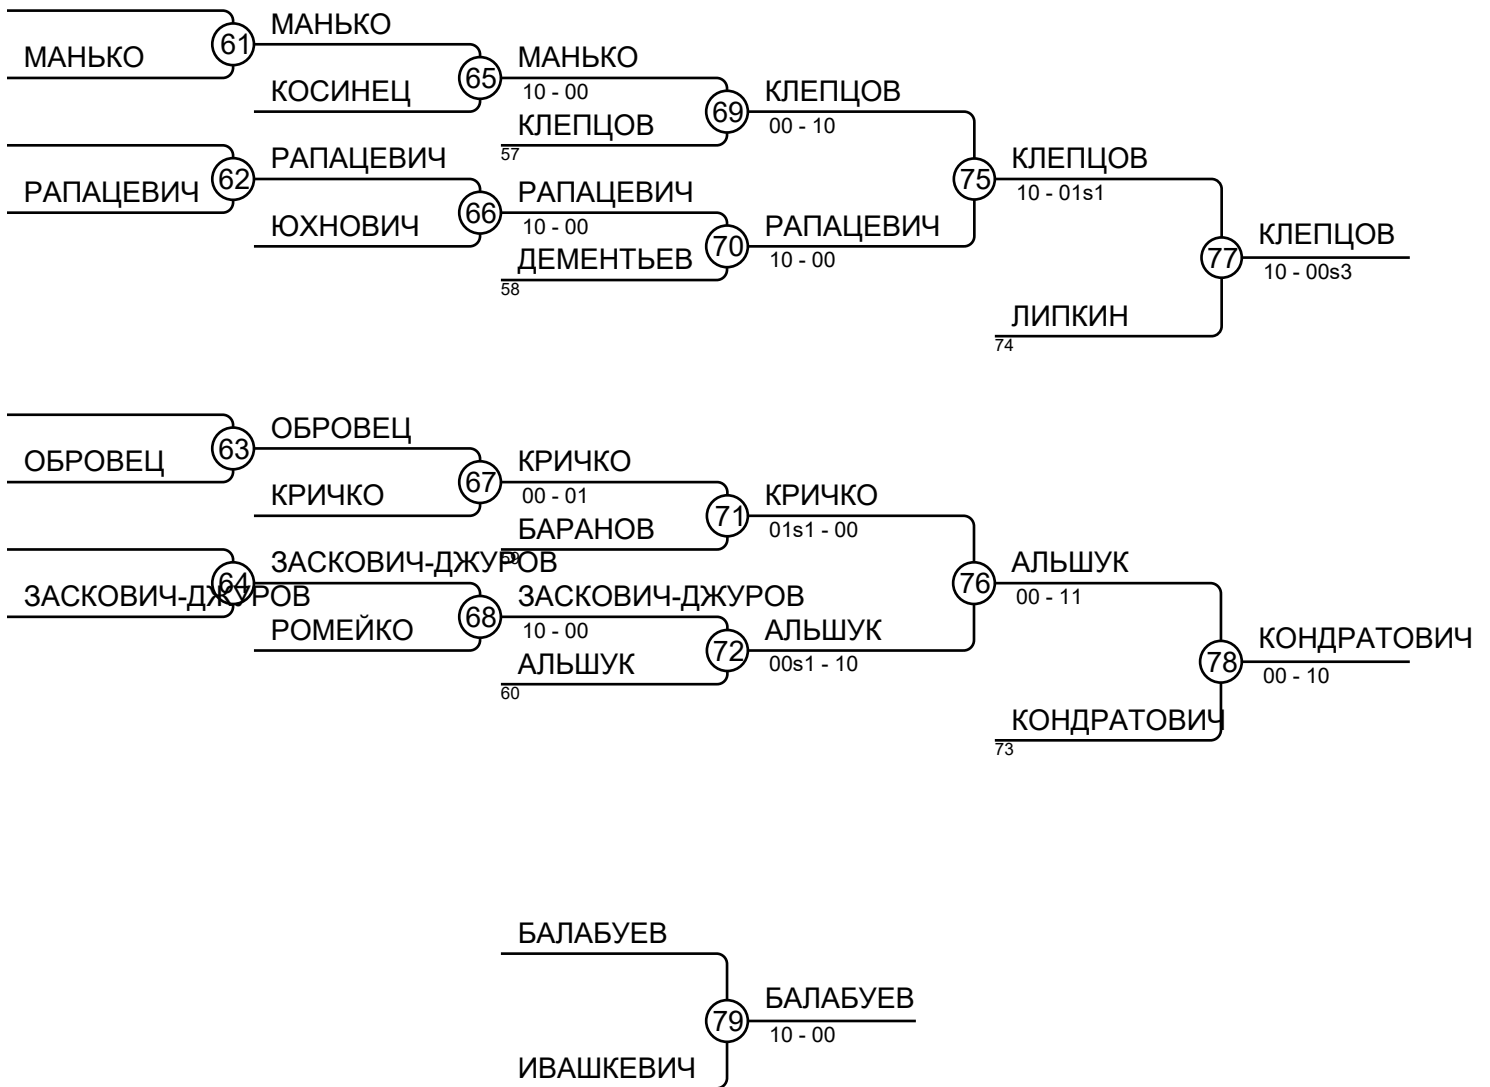 МАНЬКО
61
МАНЬКО
МАНЬКО
КОСИНЕЦ
65
10 - 00
КЛЕПЦОВ
КЛЕПЦОВ
57
69
00 - 10
РАПАЦЕВИЧ
КЛЕПЦОВ
РАПАЦЕВИЧ
62
РАПАЦЕВИЧ
75
10 - 01s1
ЮХНОВИЧ
66
10 - 00
РАПАЦЕВИЧ
ДЕМЕНТЬЕВ
70
10 - 00
58
КЛЕПЦОВ
77
10 - 00s3
ЛИПКИН
74
ОБРОВЕЦ
63
ОБРОВЕЦ
КРИЧКО
КРИЧКО
67
00 - 01
КРИЧКО
БАРАНОВ
59
71
01s1 - 00
ЗАСКОВИЧ-ДЖУРОВ
АЛЬШУК
ЗАСКОВИЧ-ДЖУРОВ
64
ЗАСКОВИЧ-ДЖУРОВ
76
00 - 11
РОМЕЙКО
68
10 - 00
АЛЬШУК
АЛЬШУК
72
00s1 - 10
60
КОНДРАТОВИЧ
78
00 - 10
КОНДРАТОВИЧ
73
БАЛАБУЕВ
БАЛАБУЕВ
79
10 - 00
ИВАШКЕВИЧ